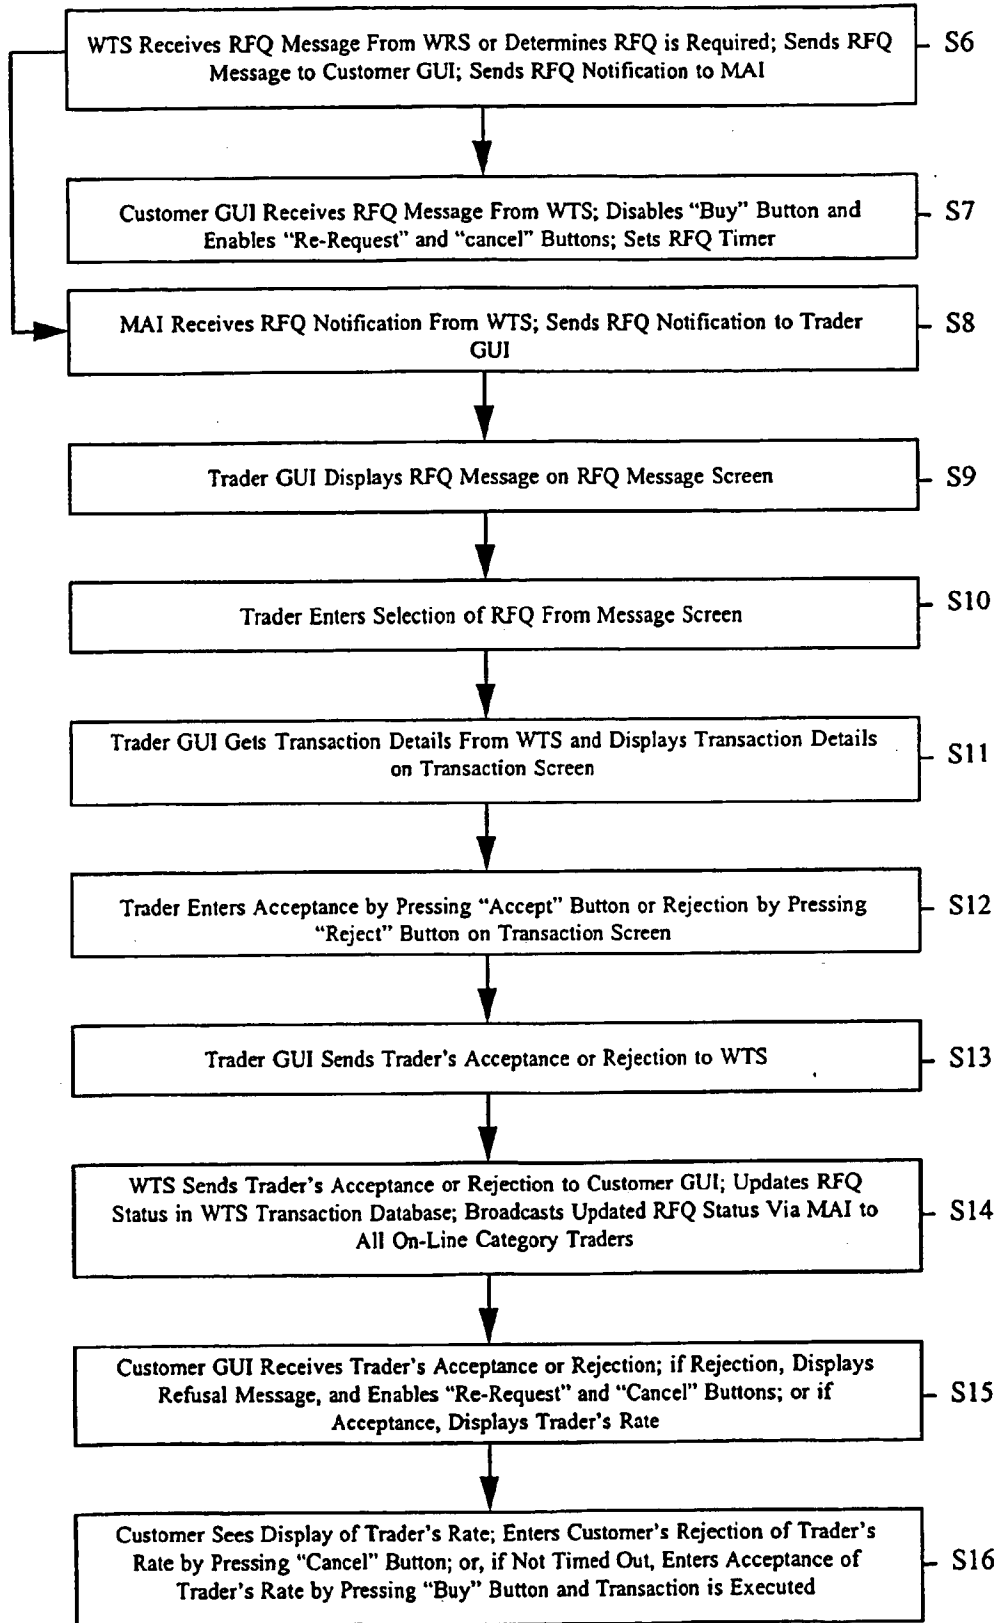 WTS Receives RFQ Message From WRS or Determines RFQ is Required; Sends RFQ
Message to Customer GUI; Sends RFQ Notification to MAI
S6
Customer GUI Receives RFQ Message From WTS; Disables “Buy” Button and
Enables “Re-Request” and “cancel” Buttons; Sets RFQ Timer
S7
MAI Receives RFQ Notification From WTS; Sends RFQ Notification to Trader
GUI
S8
Trader GUI Displays RFQ Message on RFQ Message Screen
S9
Trader Enters Selection of RFQ From Message Screen
S10
Trader GUI Gets Transaction Details From WTS and Displays Transaction Details
on Transaction Screen
S11
Trader Enters Acceptance by Pressing “Accept” Button or Rejection by Pressing
“Reject” Button on Transaction Screen
S12
Trader GUI Sends Trader's Acceptance or Rejection to WTS
S13
WTS Sends Trader's Acceptance or Rejection to Customer GUI; Updates RFQ
Status in WTS Transaction Database; Broadcasts Updated RFQ Status Via MAI to
All On-Line Category Traders
S14
Customer GUI Receives Trader's Acceptance or Rejection; if Rejection, Displays
Refusal Message, and Enables “Re-Request” and “Cancel” Buttons; or if
Acceptance, Displays Trader's Rate
S15
Customer Sees Display of Trader's Rate; Enters Customer's Rejection of Trader's
Rate by Pressing “Cancel” Button; or, if Not Timed Out, Enters Acceptance of
Trader's Rate by Pressing “Buy” Button and Transaction is Executed
S16